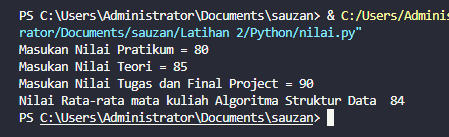 PS C:\Users\Administrator\Documents\sauzan> & C:/Users/Adminis
rator/Documents/sauzan/Latihan 2/Python/nilai.py"
Masukan Nilai Pratikum = 80
Masukan Nilai Teori = 85
Masukan Nilai Tugas dan Final Project = 90
Nilai Rata-rata mata kuliah Algoritma Struktur Data  84
PS C:\Users\Administrator\Documents\sauzan>